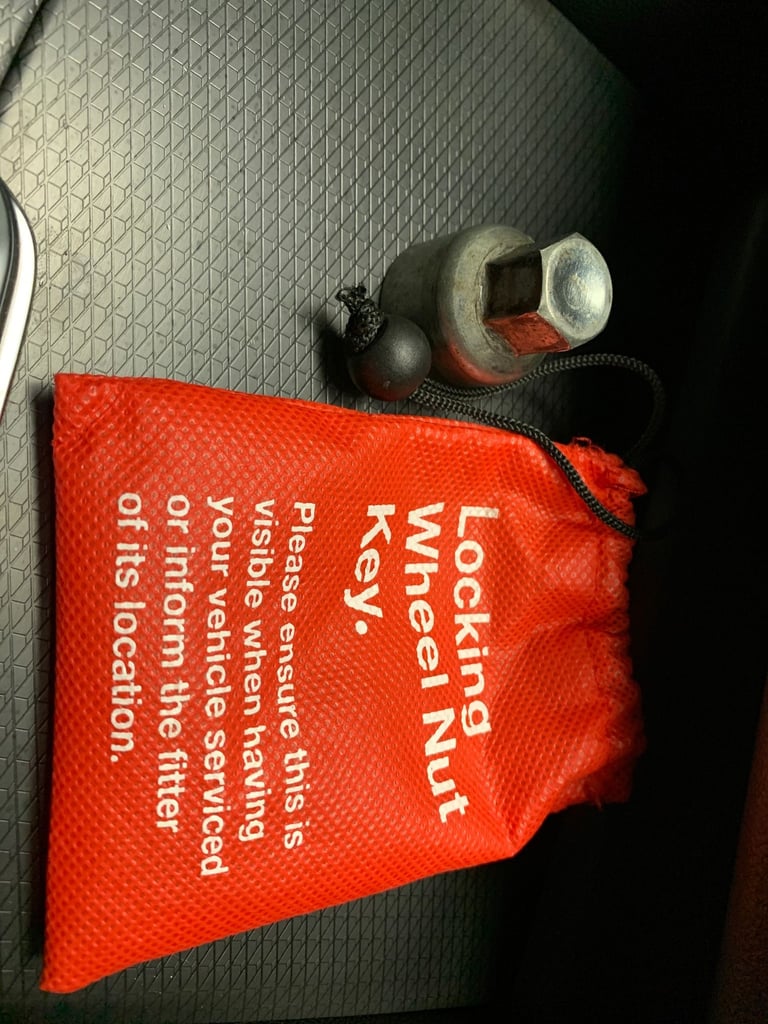 Locking
Wheel Nut
Key.
Please ensure this is
visible when having
your vehicle serviced
or inform the fitter
of its location.